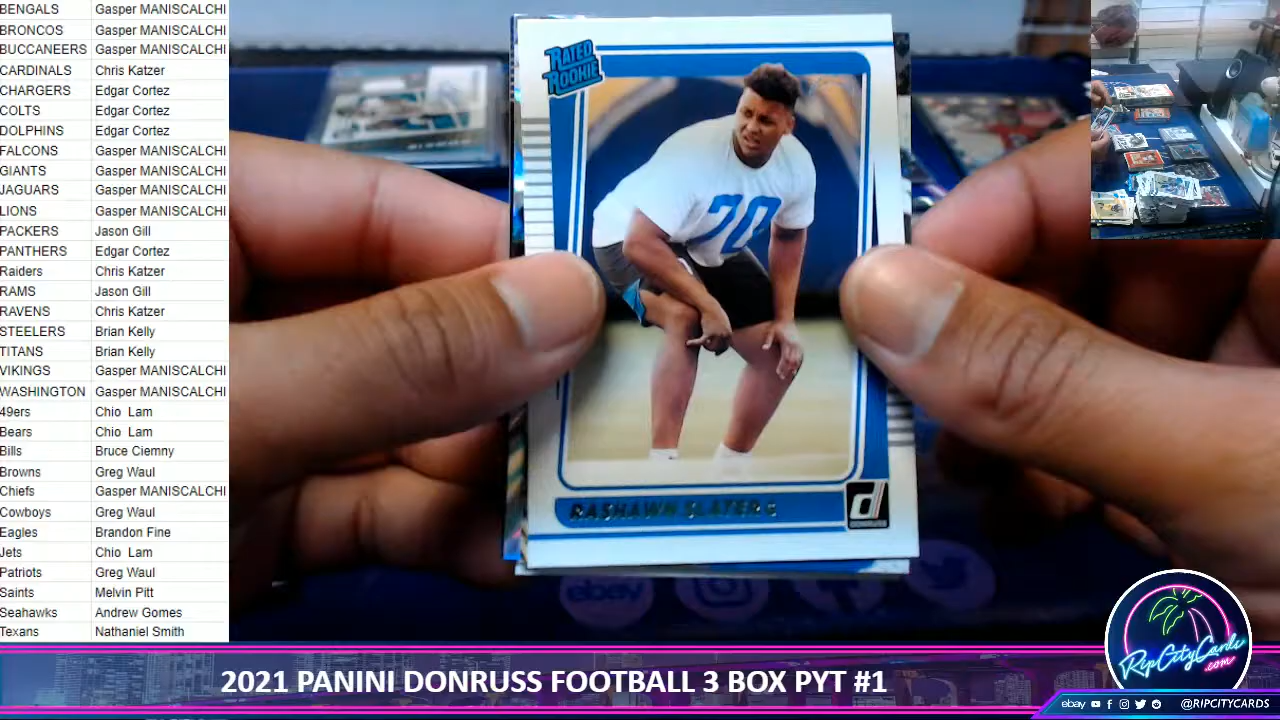 BENGALS Gasper MANISCALCHI
BRONCOS Gasper MANISCALCHI
BUCCANEERS Gasper MANISCALCHI
CARDINALS Chris Katzer
CHARGERS Edgar Cortez
COLTS Edgar Cortez
DOLPHINS Edgar Cortez
FALCONS Gasper MANISCALCHI
GIANTS Gasper MANISCALCHI
JAGUARS Gasper MANISCALCHI
LIONS Gasper MANISCALCHI
PACKERS Jason Gill
PANTHERS Edgar Cortez
Raiders Chris Katzer
RAMS Jason Gill
RAVENS Chris Katzer
STEELERS Brian Kelly
TITANS Brian Kelly
VIKINGS Gasper MANISCALCHI
WASHINGTON Gasper MANISCALCHI
49ers Chio Lam
Bears Chio Lam
Bills Bruce Ciemny
Browns Greg Waul
Chiefs Gasper MANISCALCHI
Cowboys Greg Waul
Eagles Brandon Fine
Jets Chio Lam
Patriots Greg Waul
Saints Melvin Pitt
Seahawks Andrew Gomes
Texans Nathaniel Smith
RATED
ROOKIE
70
RASHAWN SLATER
d
DONRUSS
ebay
RipCityCards
.com
2021 PANINI DONRUSS FOOTBALL 3 BOX PYT #1
ebay @RIPCITYCARDS